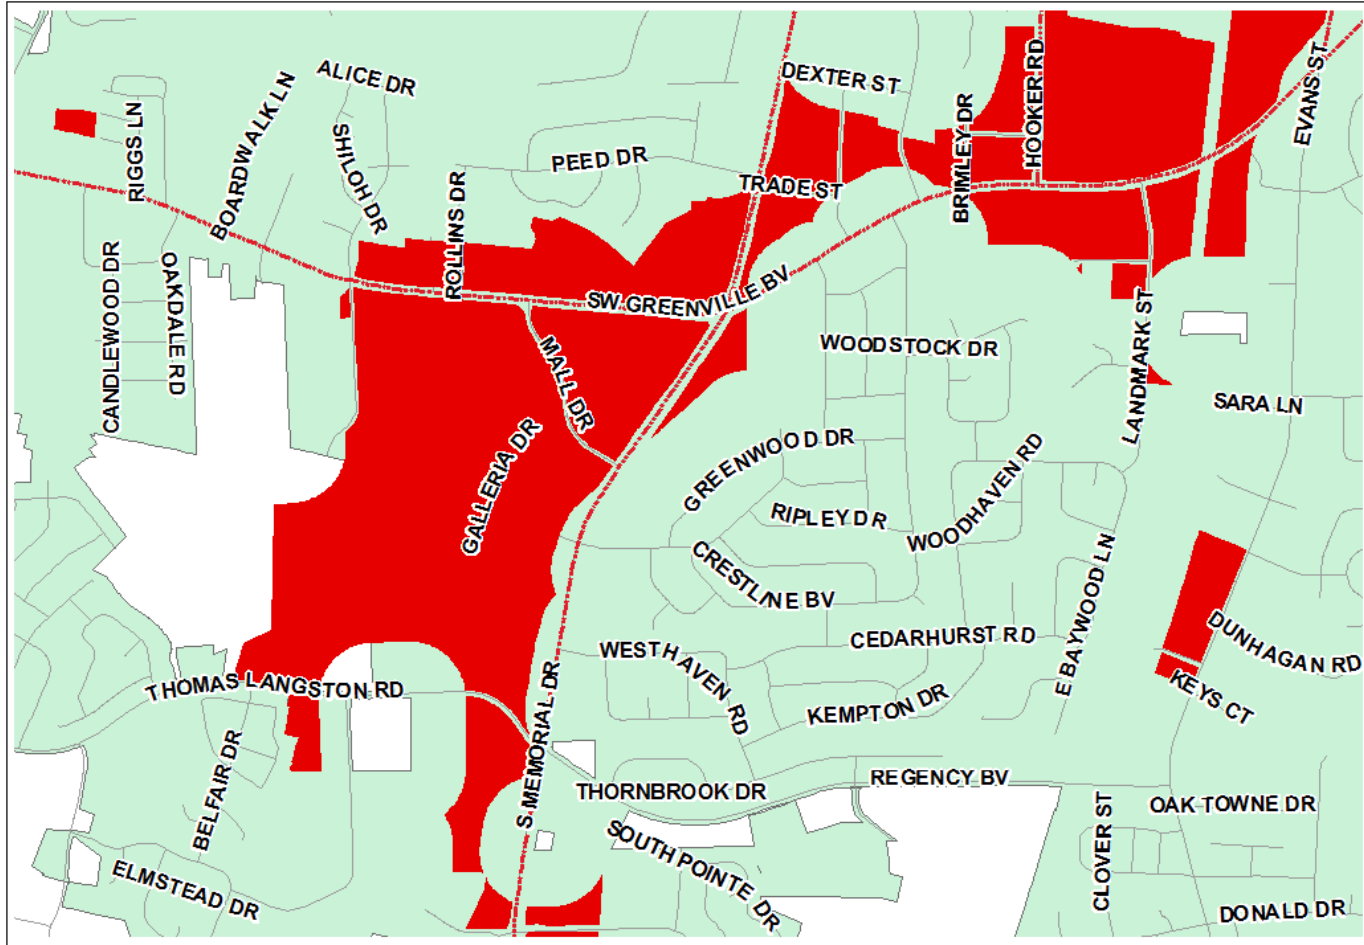 ALICE DR
DEXTER ST
HOOKER RD
EVANS ST
RIGGS LN
BOARDWALK LN
SHILOH DR
PEED DR
BRIMLEY DR
TRADE ST
ROLLINS DR
CANDLEWOOD DR
OAKDALE RD
SW GREENVILLE BV
MALL DR
WOODSTOCK DR
LANDMARK ST
SARA LN
GALLERIA DR
GREENWOOD DR
RIPLEY DR
WOODHAVEN RD
CRESTLINE BV
E BAYWOOD LN
CEDARHURST RD
WESTHAVEN RD
DUNHAGAN RD
KEYS CT
THOMAS LANGSTON RD
S MEMORIAL DR
KEMPTON DR
BELFAIR DR
THORNBROOK DR
REGENCY BV
OAK TOWNE DR
CLOVER ST
SOUTH POINTE DR
ELMSTEAD DR
DONALD DR